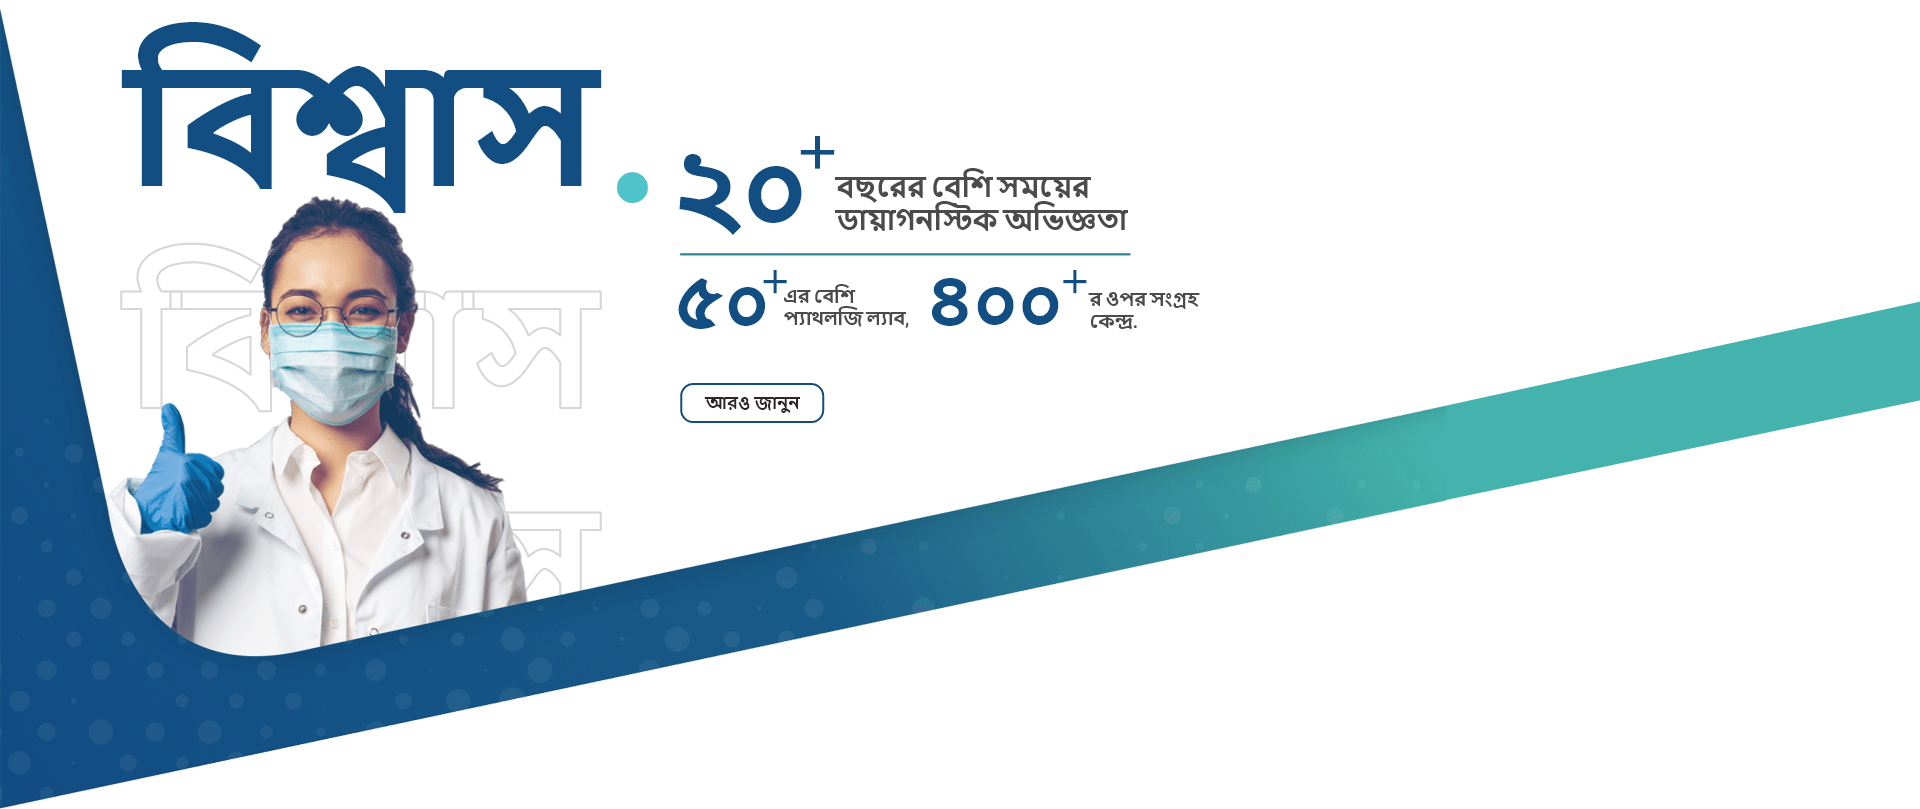 বিশ্বাস
২০+
বছরের বেশি সময়ের
ডায়াগনস্টিক অভিজ্ঞতা
৫০+
এর বেশি
প্যাথলজি ল্যাব,
৪০০+
র ওপর সংগ্রহ
কেন্দ্র.
আরও জানুন
বিশ্বাস